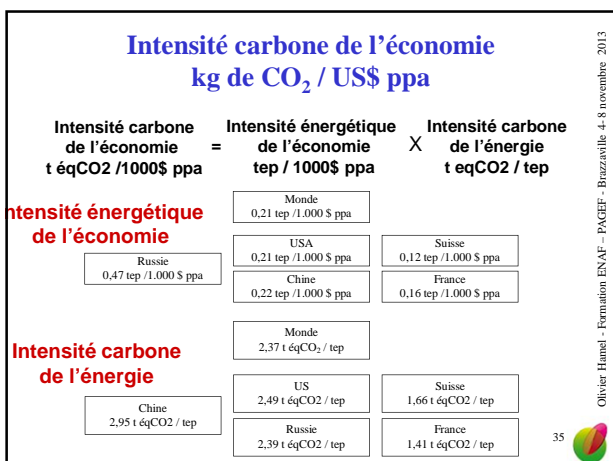 Intensité carbone de l'économie
kg de CO₂ / US$ ppa
Intensité carbone
de l'économie
t éqCO2 /1000$ ppa
=
Intensité énergétique
de l'économie
tep / 1000$ ppa
X
Intensité carbone
de l'énergie
t eqCO2 / tep
ntensité énergétique
de l'économie
Monde
0,21 tep /1.000 $ ppa
Russie
0,47 tep /1.000 $ ppa
USA
0,21 tep /1.000 $ ppa
Suisse
0,12 tep /1.000 $ ppa
Chine
0,22 tep /1.000 $ ppa
France
0,16 tep /1.000 $ ppa
Intensité carbone
de l'énergie
Monde
2,37 t éqCO₂ / tep
Chine
2,95 t éqCO2 / tep
US
2,49 t éqCO2 / tep
Suisse
1,66 t éqCO2 / tep
Russie
2,39 t éqCO2 / tep
France
1,41 t éqCO2 / tep
Olivier Hamel - Formation ENAF – PAGEF - Brazzaville 4- 8 novembre 2013
35